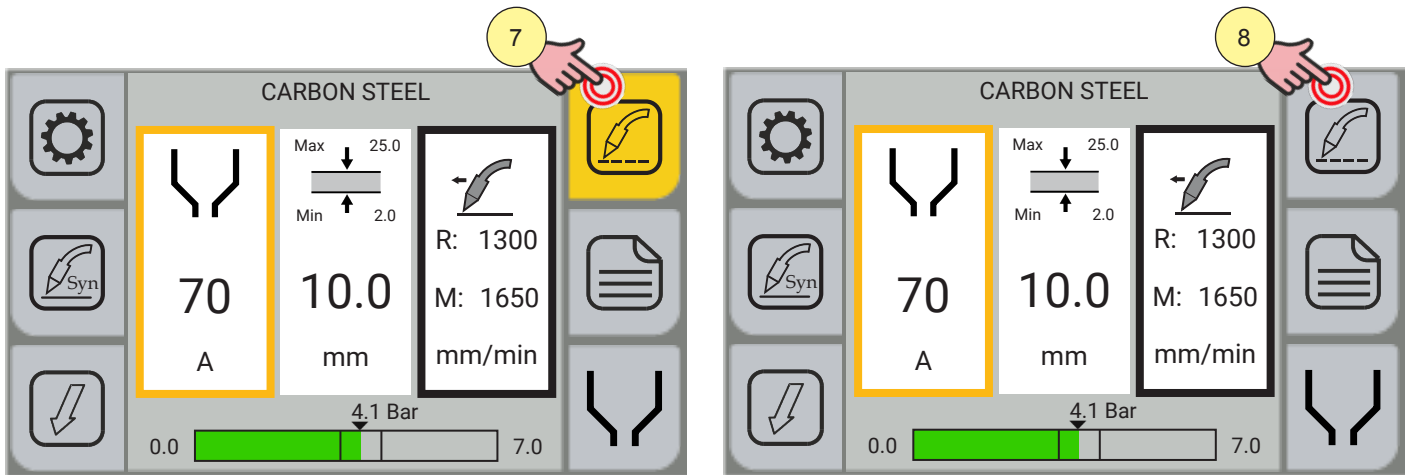 7
CARBON STEEL
Max 25.0
Min 2.0
Syn
70
A
10.0
mm
R: 1300
M: 1650
mm/min
4.1 Bar
0.0
7.0
8
CARBON STEEL
Max 25.0
Min 2.0
Syn
70
A
10.0
mm
R: 1300
M: 1650
mm/min
4.1 Bar
0.0
7.0